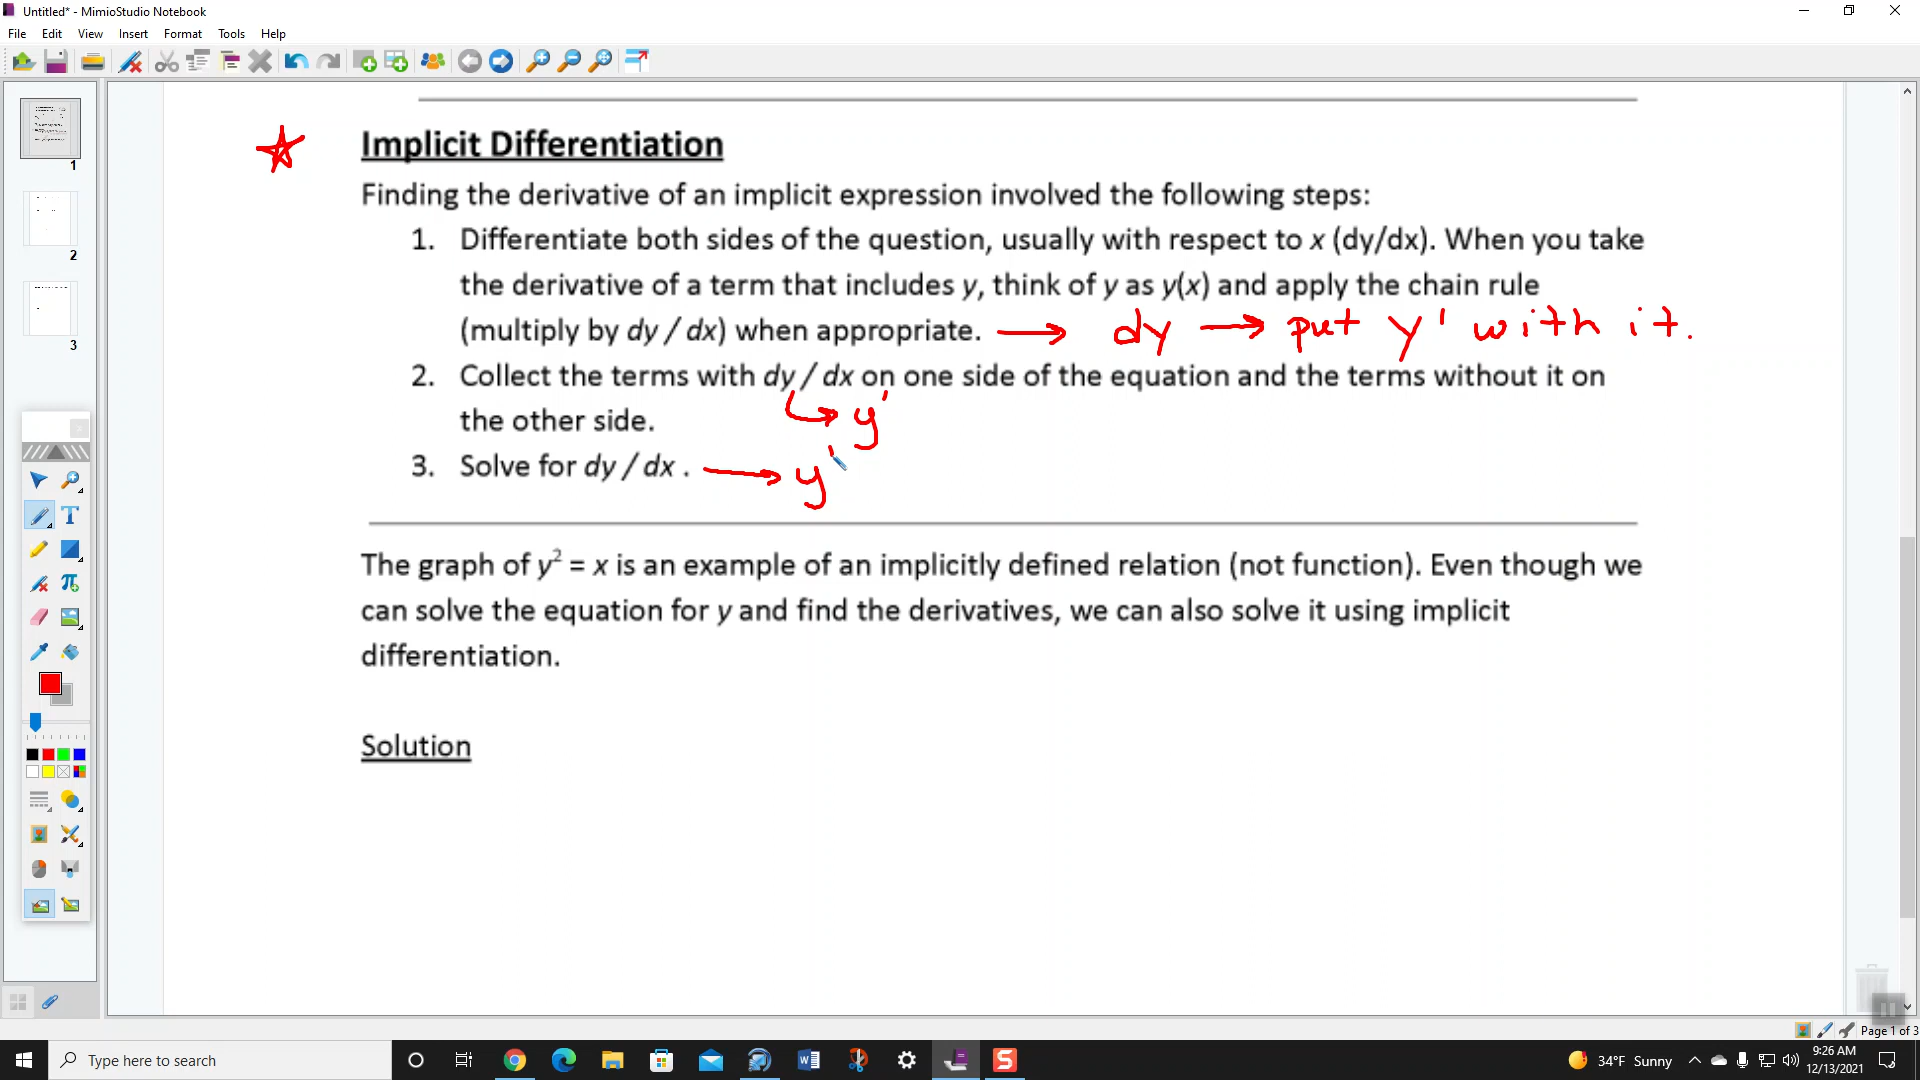 Untitled* - MimioStudio Notebook
File Edit View Insert Format Tools Help
Implicit Differentiation
Finding the derivative of an implicit expression involved the following steps:
1. Differentiate both sides of the question, usually with respect to x (dy/dx). When you take
the derivative of a term that includes y, think of y as y(x) and apply the chain rule
(multiply by dy / dx) when appropriate. → dy → put y' with it.
2. Collect the terms with dy / dx on one side of the equation and the terms without it on
the other side. → y'
3. Solve for dy / dx . → y'
The graph of y² = x is an example of an implicitly defined relation (not function). Even though we
can solve the equation for y and find the derivatives, we can also solve it using implicit
differentiation.
Solution
1
2
3
Page 1 of 3
Type here to search
34°F Sunny
9:26 AM
12/13/2021